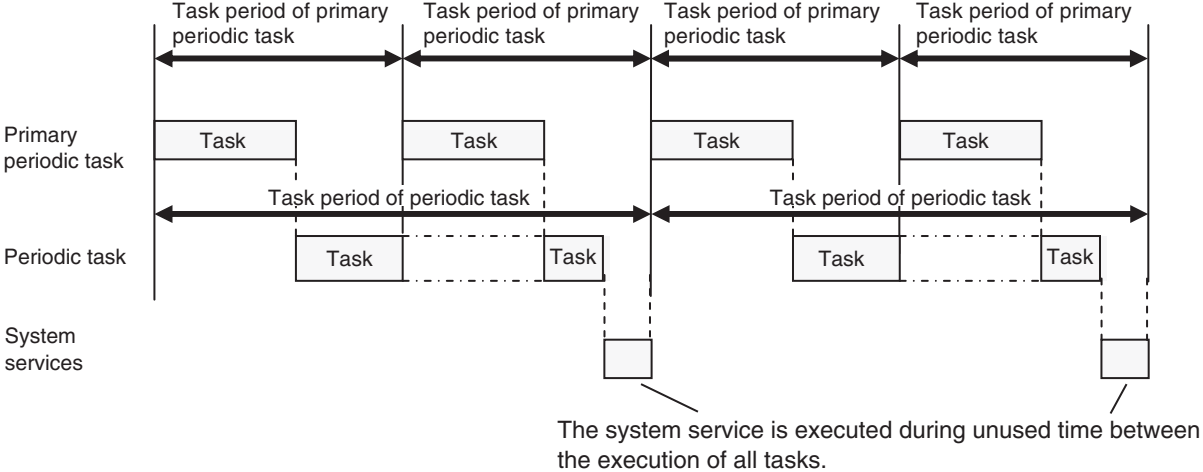 Task period of primary
periodic task
Task period of primary
periodic task
Task period of primary
periodic task
Task period of primary
periodic task
Primary
periodic task
Task
Task
Task
Task
Task period of periodic task
Task period of periodic task
Periodic task
Task
Task
Task
Task
System
services
The system service is executed during unused time between
the execution of all tasks.